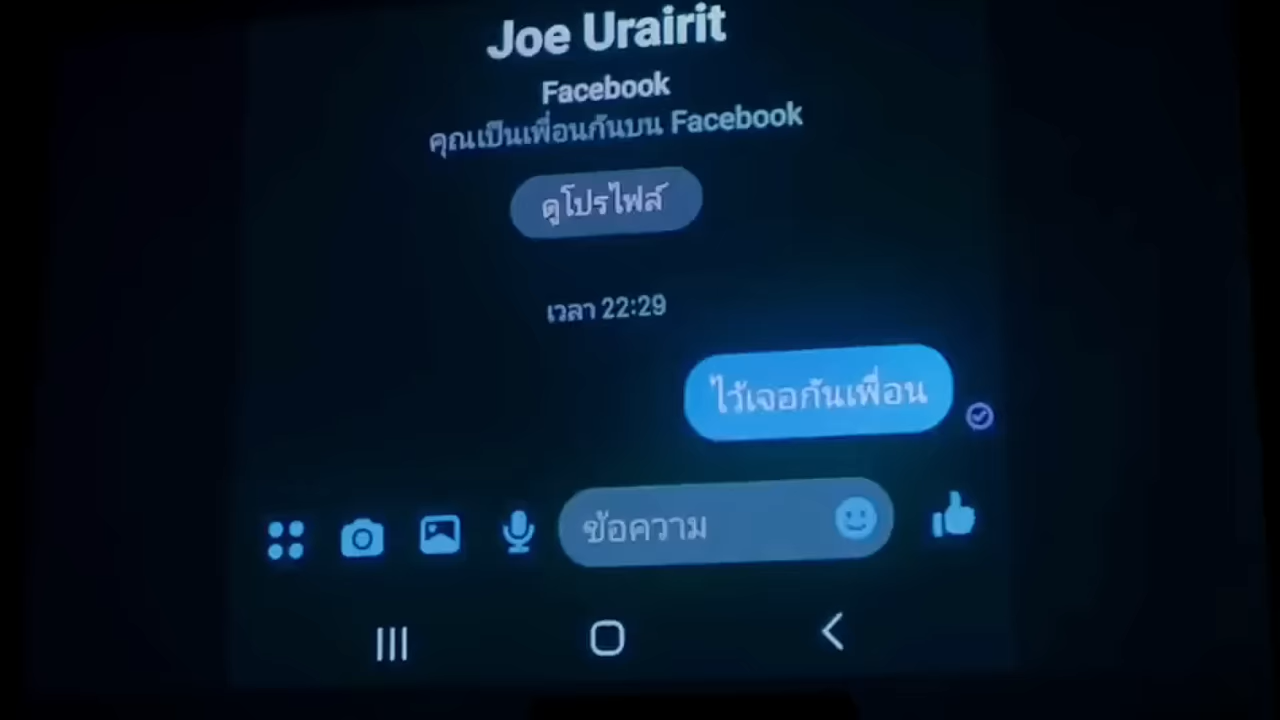 Joe Urairit
Facebook
คุณเป็นเพื่อนกันบน Facebook
ดูโปรไฟล์
เวลา 22:29
ไว้เจอกันเพื่อน
ข้อความ